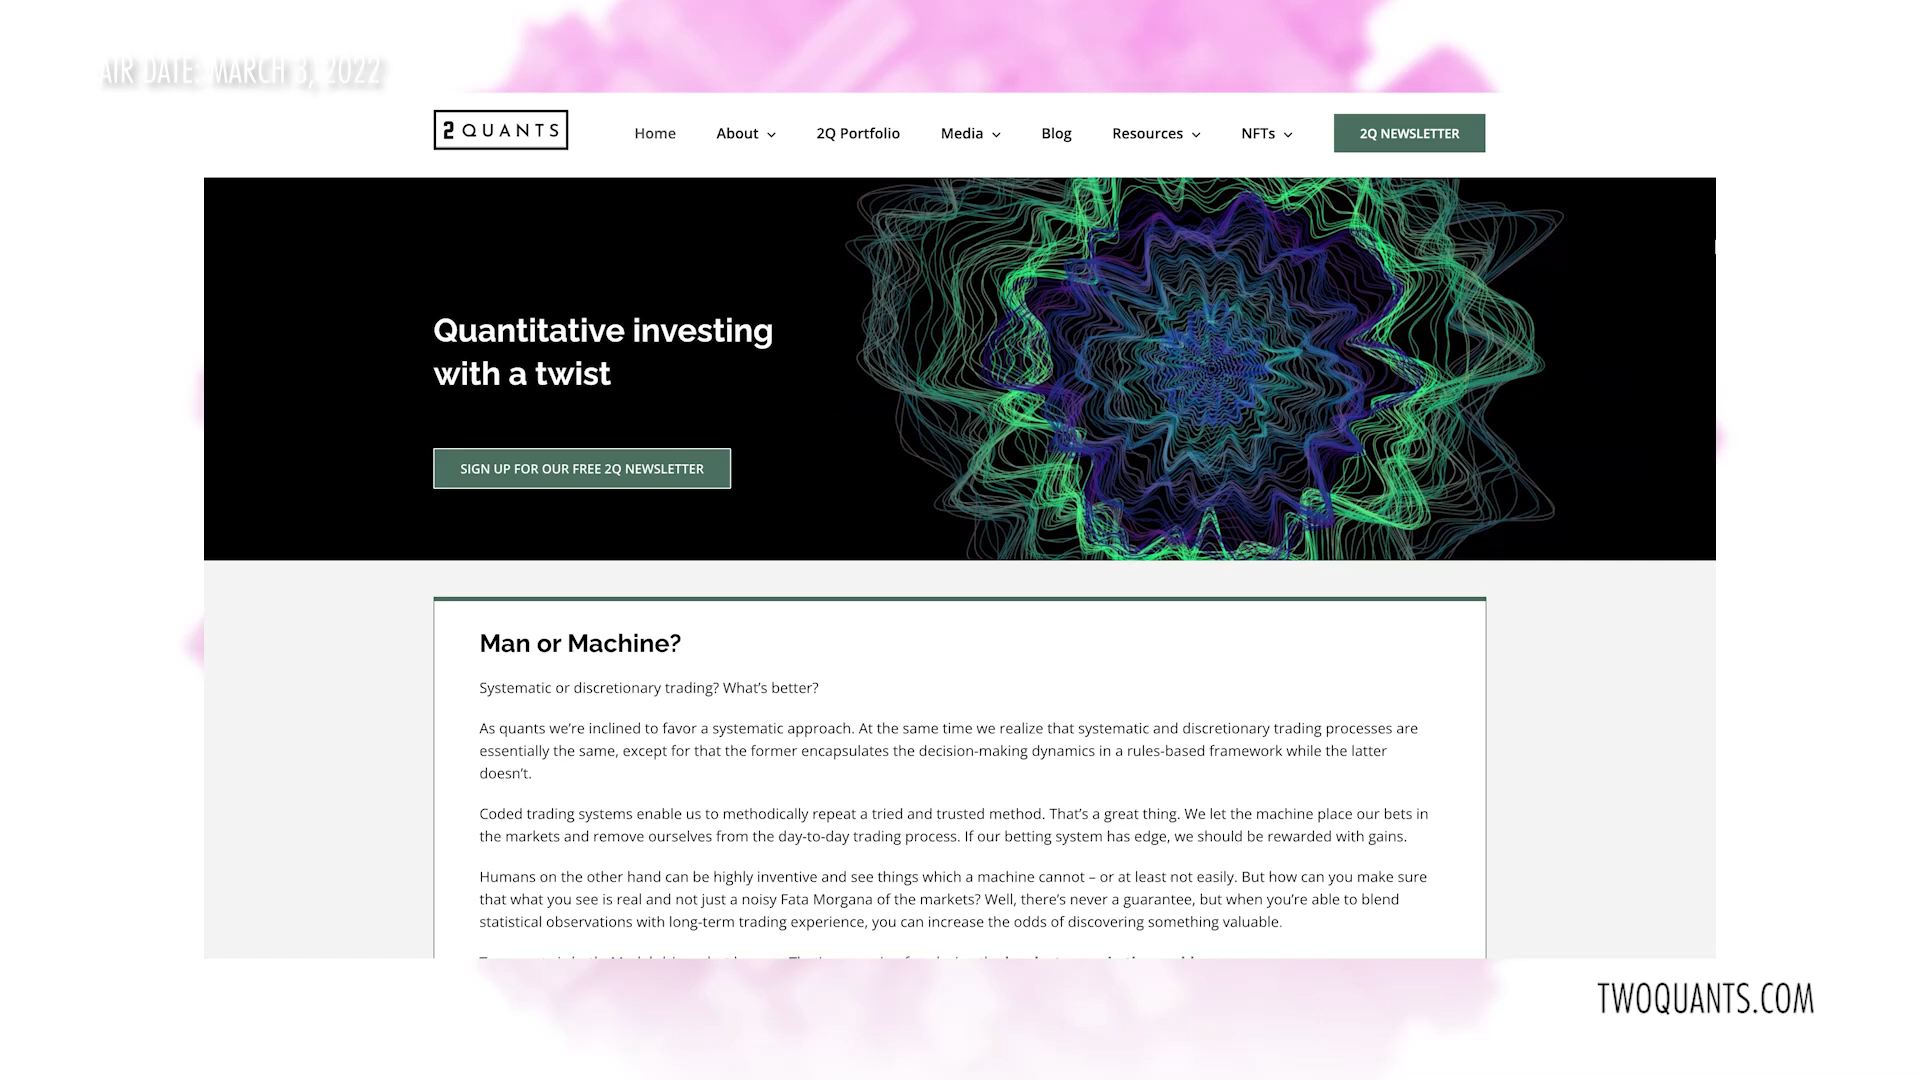 AIR DATE: MARCH 3, 2022
2 QUANTS
Home About 2Q Portfolio Media Blog Resources NFTs 2Q NEWSLETTER
Quantitative investing
with a twist
SIGN UP FOR OUR FREE 2Q NEWSLETTER
Man or Machine?
Systematic or discretionary trading? What's better?
As quants we're inclined to favor a systematic approach. At the same time we realize that systematic and discretionary trading processes are
essentially the same, except for that the former encapsulates the decision-making dynamics in a rules-based framework while the latter
doesn't.
Coded trading systems enable us to methodically repeat a tried and trusted method. That's a great thing. We let the machine place our bets in
the markets and remove ourselves from the day-to-day trading process. If our betting system has edge, we should be rewarded with gains.
Humans on the other hand can be highly inventive and see things which a machine cannot – or at least not easily. But how can you make sure
that what you see is real and not just a noisy Fata Morgana of the markets? Well, there's never a guarantee, but when you're able to blend
statistical observations with long-term trading experience, you can increase the odds of discovering something valuable.
TWOQUANTS.COM